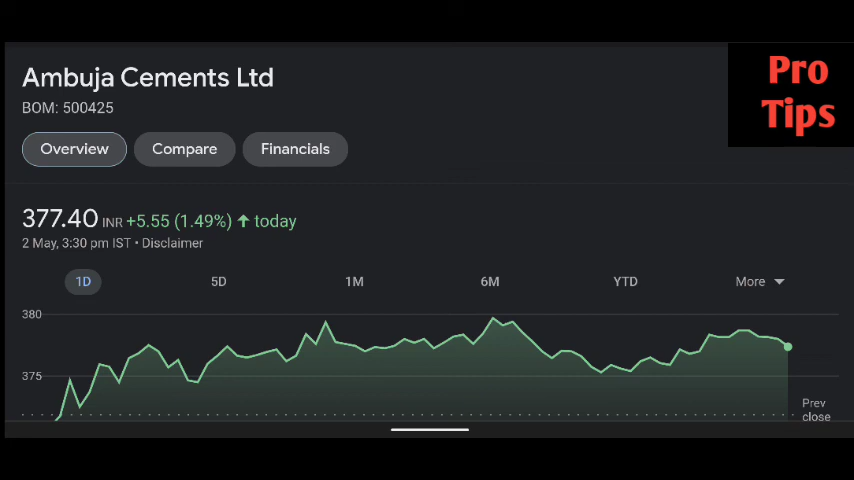 Ambuja Cements Ltd
BOM: 500425
Pro
Tips
Overview Compare Financials
377.40 INR +5.55 (1.49%) ↑ today
2 May, 3:30 pm IST • Disclaimer
1D 5D 1M 6M YTD More
380
375
Prev
close